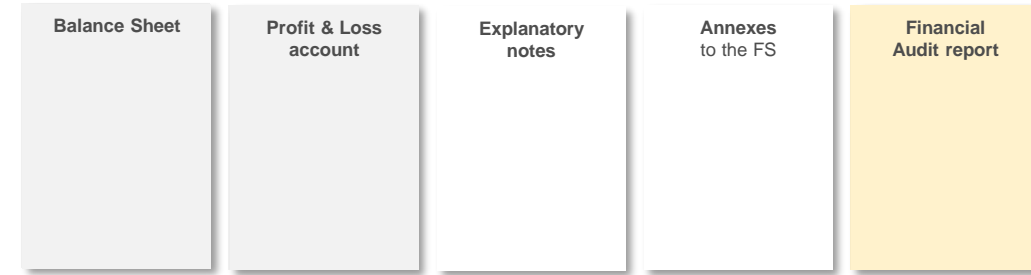 Balance Sheet
Profit & Loss
account
Explanatory
notes
Annexes
to the FS
Financial
Audit report